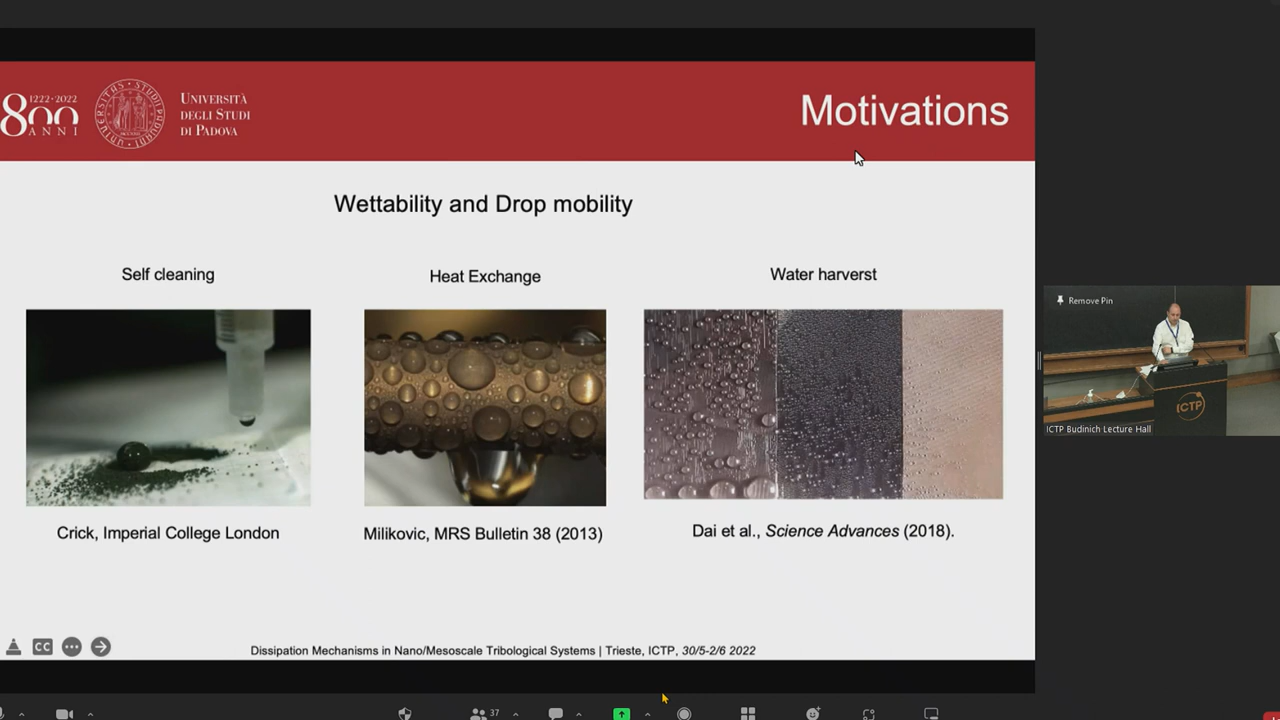 1222•2022
800
ANNI
UNIVERSITÀ
DEGLI STUDI
DI PADOVA
Motivations
Wettability and Drop mobility
Self cleaning
Heat Exchange
Water harverst
Crick, Imperial College London
Milikovic, MRS Bulletin 38 (2013)
Dai et al., Science Advances (2018).
CC
Dissipation Mechanisms in Nano/Mesoscale Tribological Systems | Trieste, ICTP, 30/5-2/6 2022
Remove Pin
ICTP
ICTP Budinich Lecture Hall
37